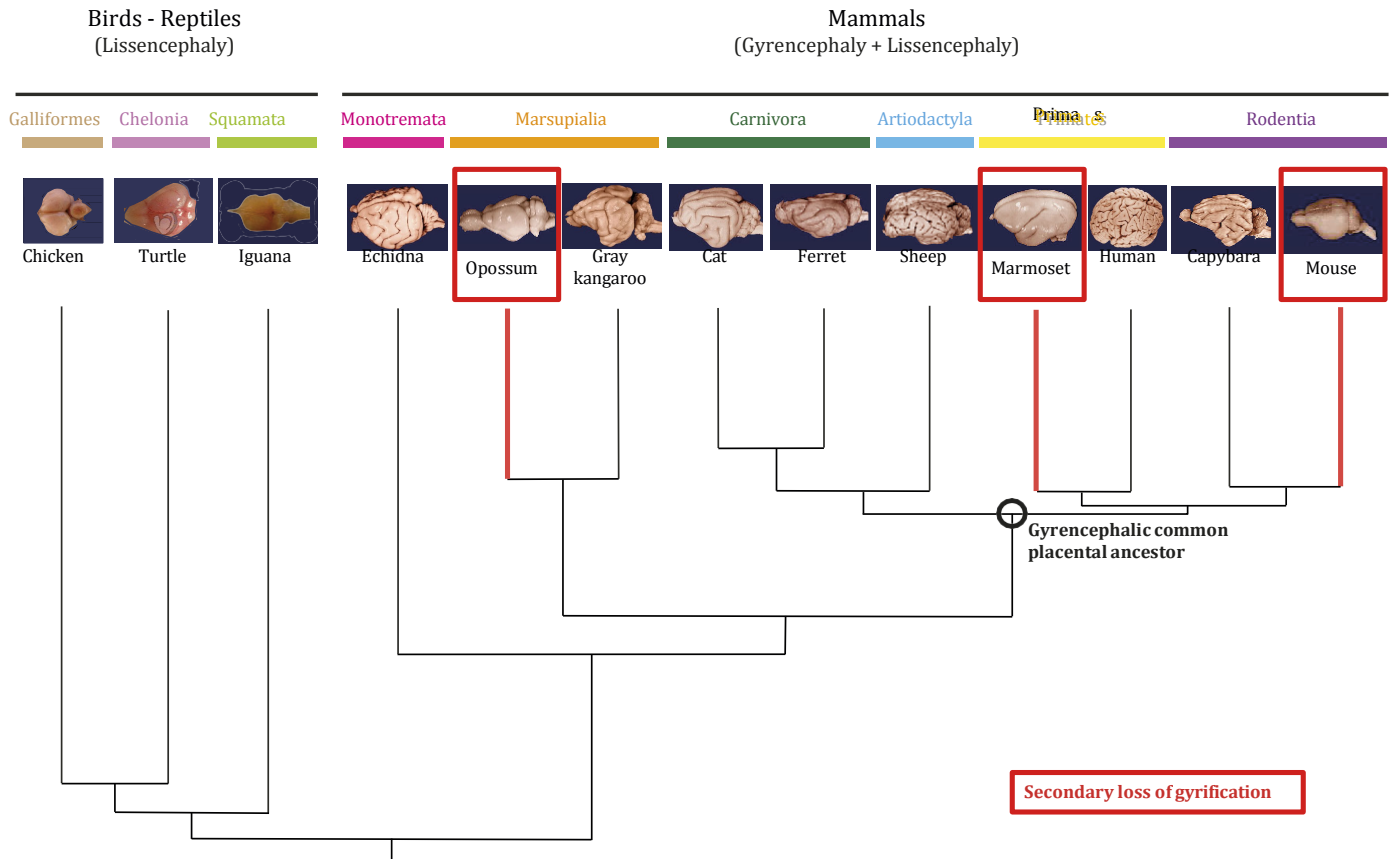 Birds - Reptiles
(Lissencephaly)
Mammals
(Gyrencephaly + Lissencephaly)
Galliformes
Chelonia
Squamata
Monotremata
Marsupialia
Carnivora
Artiodactyla
Primates
Rodentia
Chicken
Turtle
Iguana
Echidna
Opossum
Gray
kangaroo
Cat
Ferret
Sheep
Marmoset
Human
Capybara
Mouse
Gyrencephalic common
placental ancestor
Secondary loss of gyrification